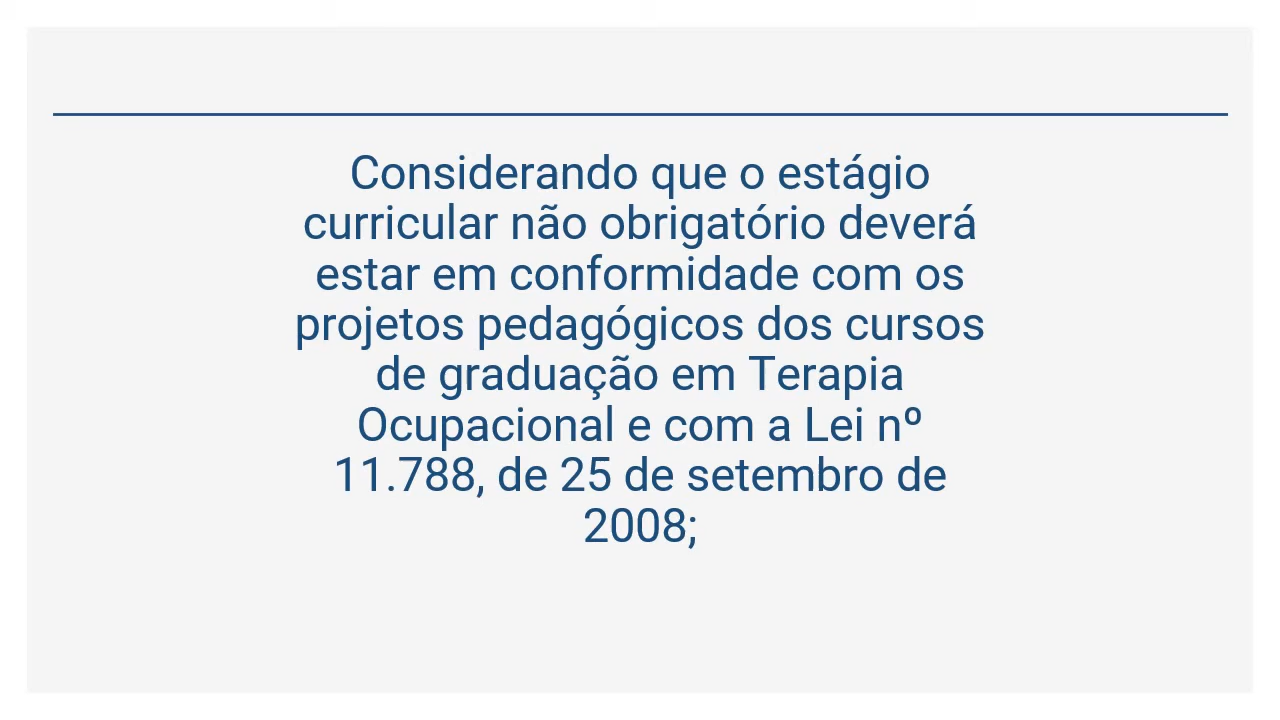 Considerando que o estágio
curricular não obrigatório deverá
estar em conformidade com os
projetos pedagógicos dos cursos
de graduação em Terapia
Ocupacional e com a Lei nº
11.788, de 25 de setembro de
2008;